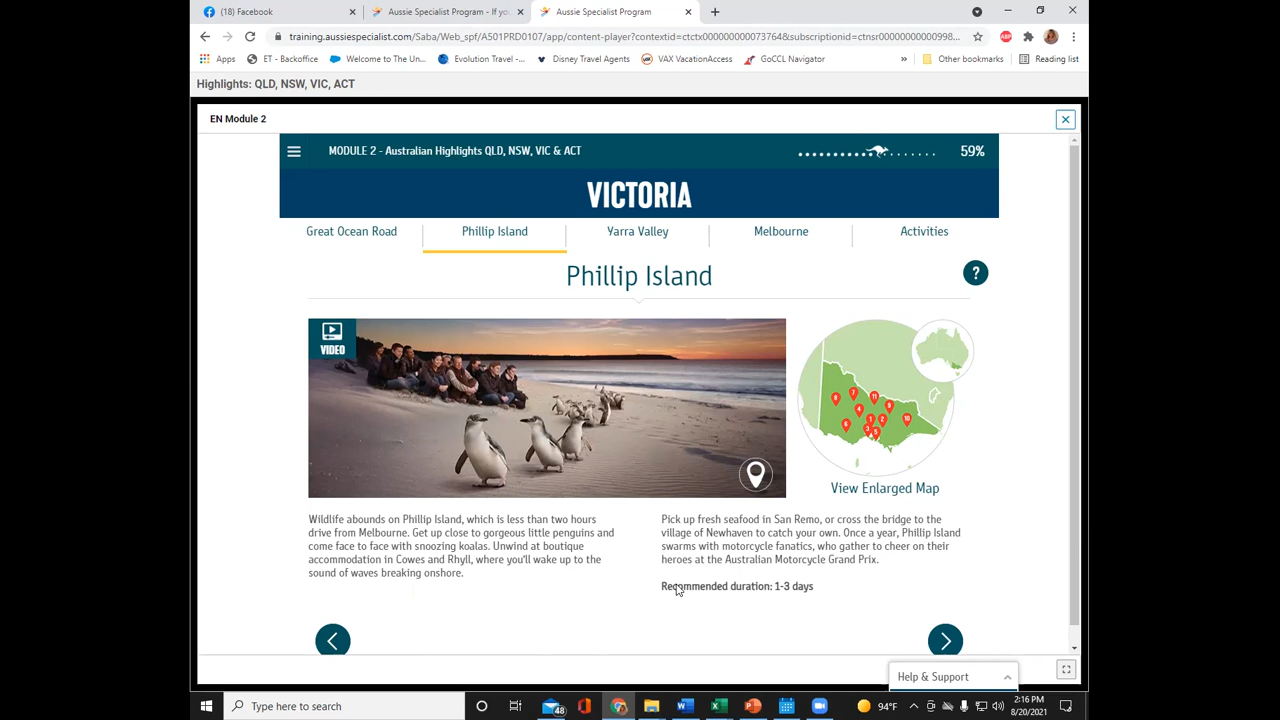 (18) Facebook
Aussie Specialist Program - If yo
Aussie Specialist Program
training.aussiespecialist.com/Saba/Web_spf/A501PRD0107/app/content-player?contextid=ctctx000000000000073764&subscriptionid=ctnsr00000000000998...
Apps
ET - Backoffice
Welcome to The Un...
Evolution Travel -...
Disney Travel Agents
VAX VacationAccess
GoCCL Navigator
»
Other bookmarks
Reading list
Highlights: QLD, NSW, VIC, ACT
EN Module 2
MODULE 2 - Australian Highlights QLD, NSW, VIC & ACT
59%
VICTORIA
Great Ocean Road
Phillip Island
Yarra Valley
Melbourne
Activities
Phillip Island
?
VIDEO
View Enlarged Map
Wildlife abounds on Phillip Island, which is less than two hours
drive from Melbourne. Get up close to gorgeous little penguins and
come face to face with snoozing koalas. Unwind at boutique
accommodation in Cowes and Rhyll, where you'll wake up to the
sound of waves breaking onshore.
Pick up fresh seafood in San Remo, or cross the bridge to the
village of Newhaven to catch your own. Once a year, Phillip Island
swarms with motorcycle fanatics, who gather to cheer on their
heroes at the Australian Motorcycle Grand Prix.
Recommended duration: 1-3 days
Help & Support
Type here to search
48
94°F
2:16 PM
8/20/2021